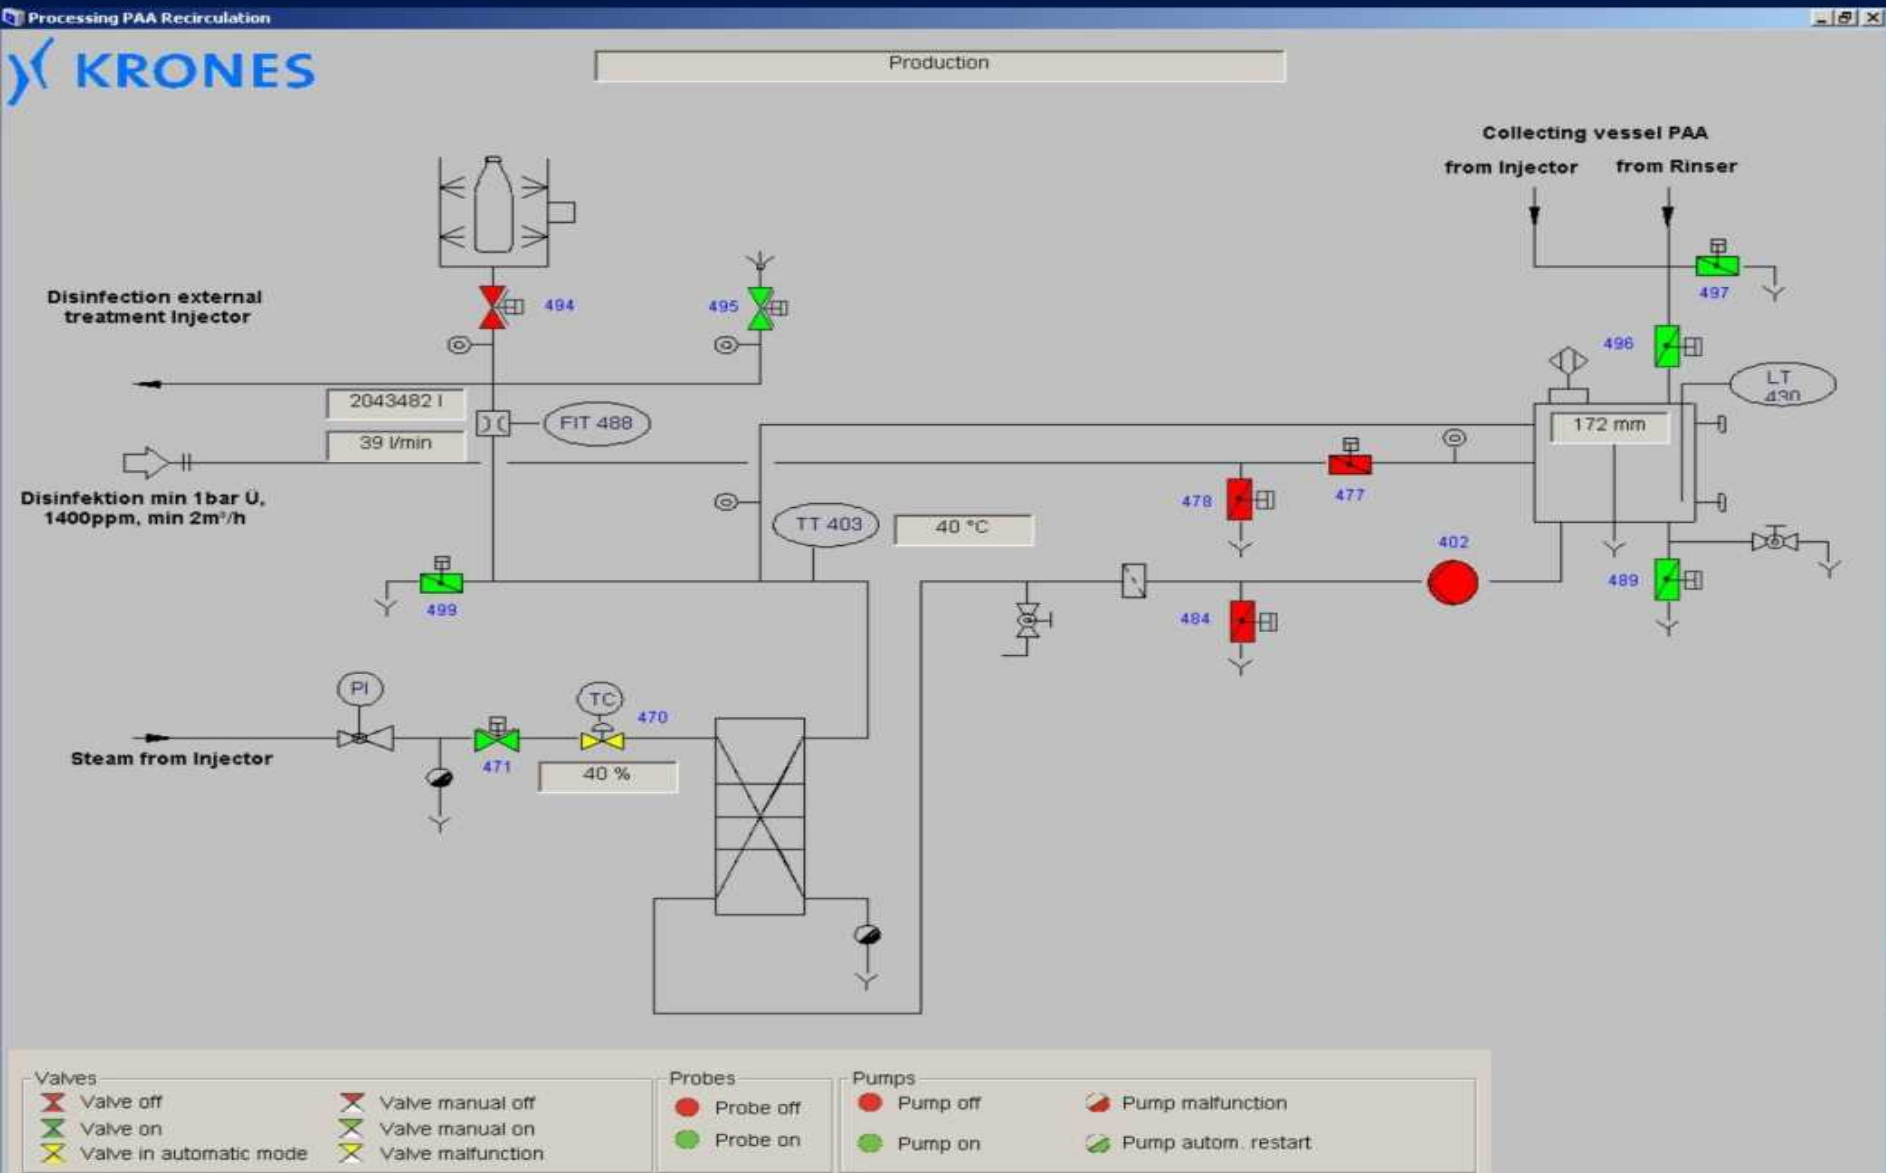 Processing PAA Recirculation
KRONES
Production
Collecting vessel PAA
from Injector
from Rinser
Disinfection external
treatment Injector
494
495
497
496
LT
430
2043482 l
FIT 488
39 l/min
172 mm
Disinfektion min 1bar Ü,
1400ppm, min 2m³/h
478
477
TT 403
40 °C
402
499
489
484
PI
TC
470
Steam from Injector
471
40 %
Valves
Valve off
Valve manual off
Valve on
Valve manual on
Valve in automatic mode
Valve malfunction
Probes
Probe off
Probe on
Pumps
Pump off
Pump malfunction
Pump on
Pump autom. restart